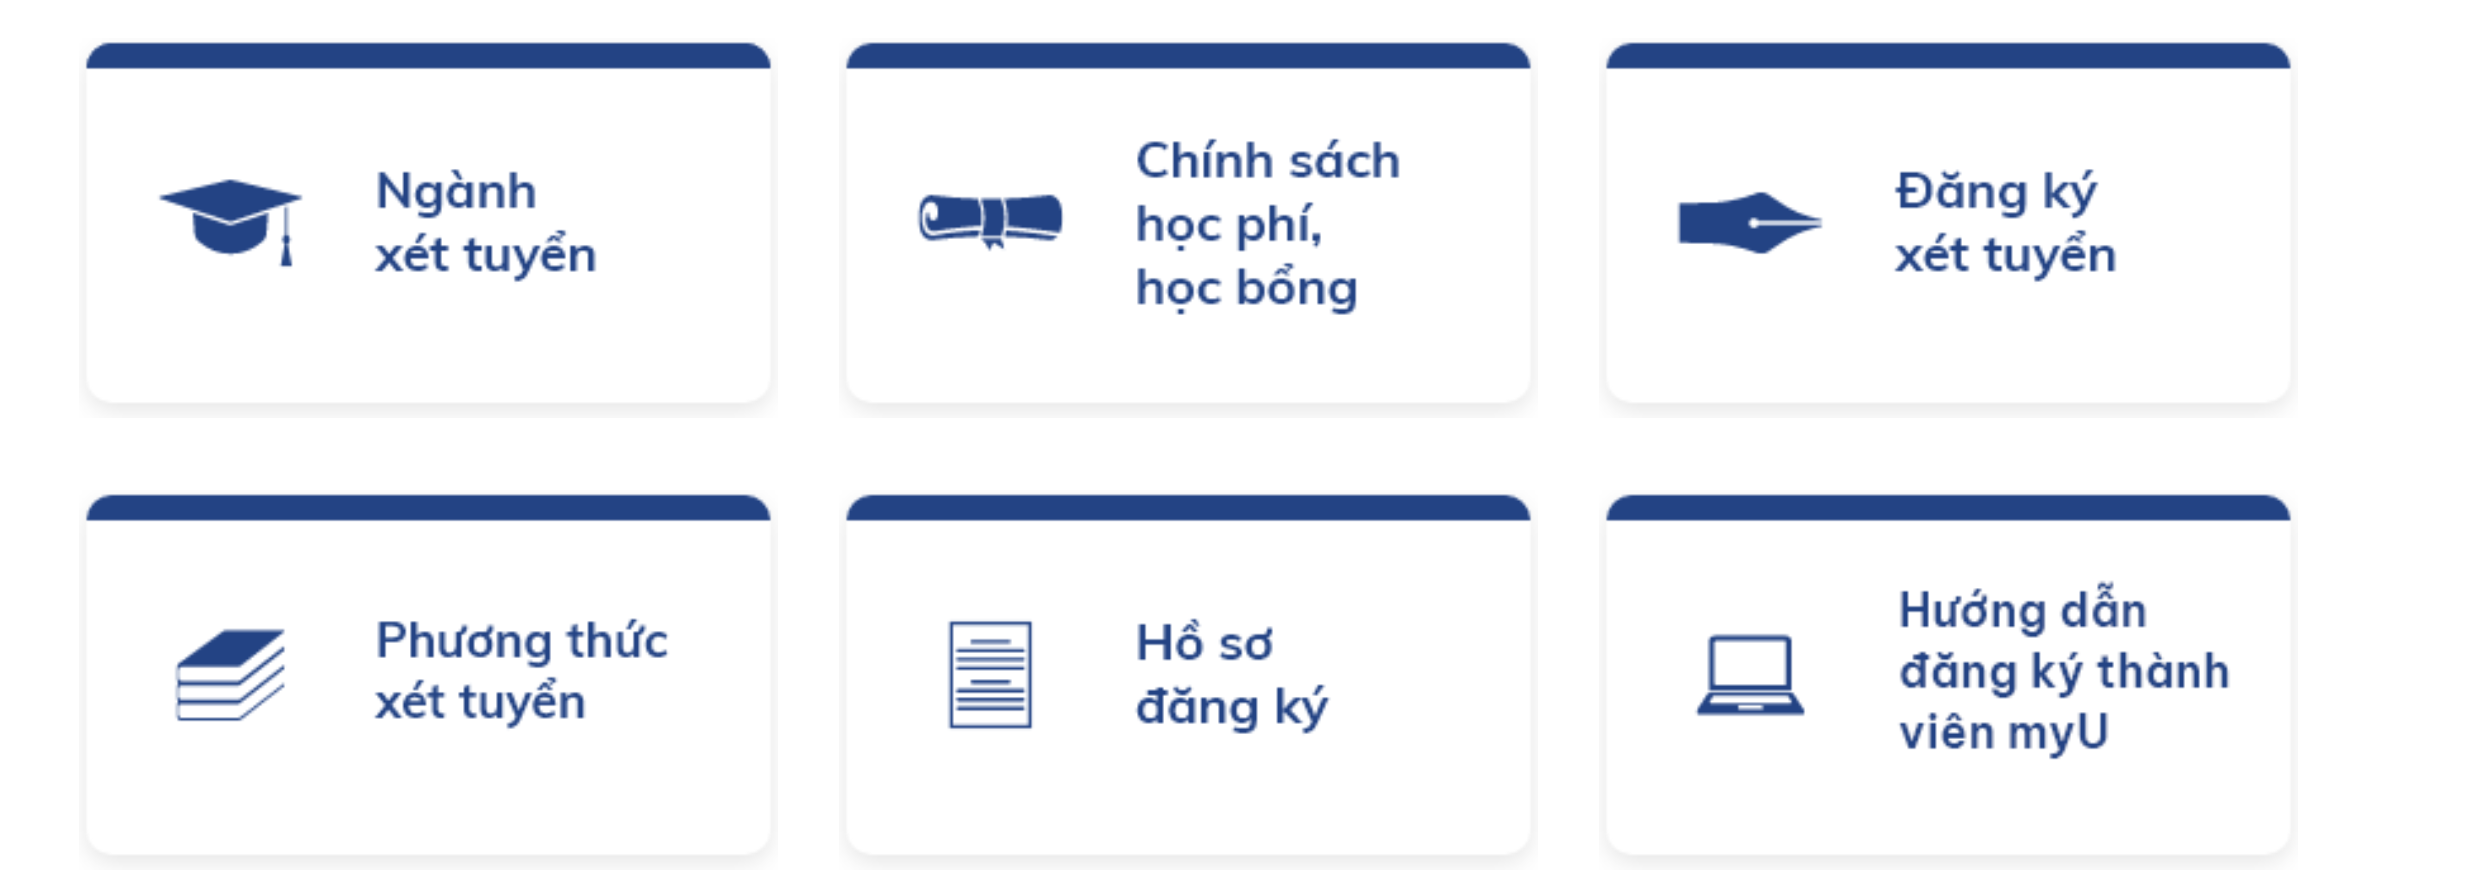 Ngành
xét tuyển
Chính sách
học phí,
học bổng
Đăng ký
xét tuyển
Phương thức
xét tuyển
Hồ sơ
đăng ký
Hướng dẫn
đăng ký thành
viên myU